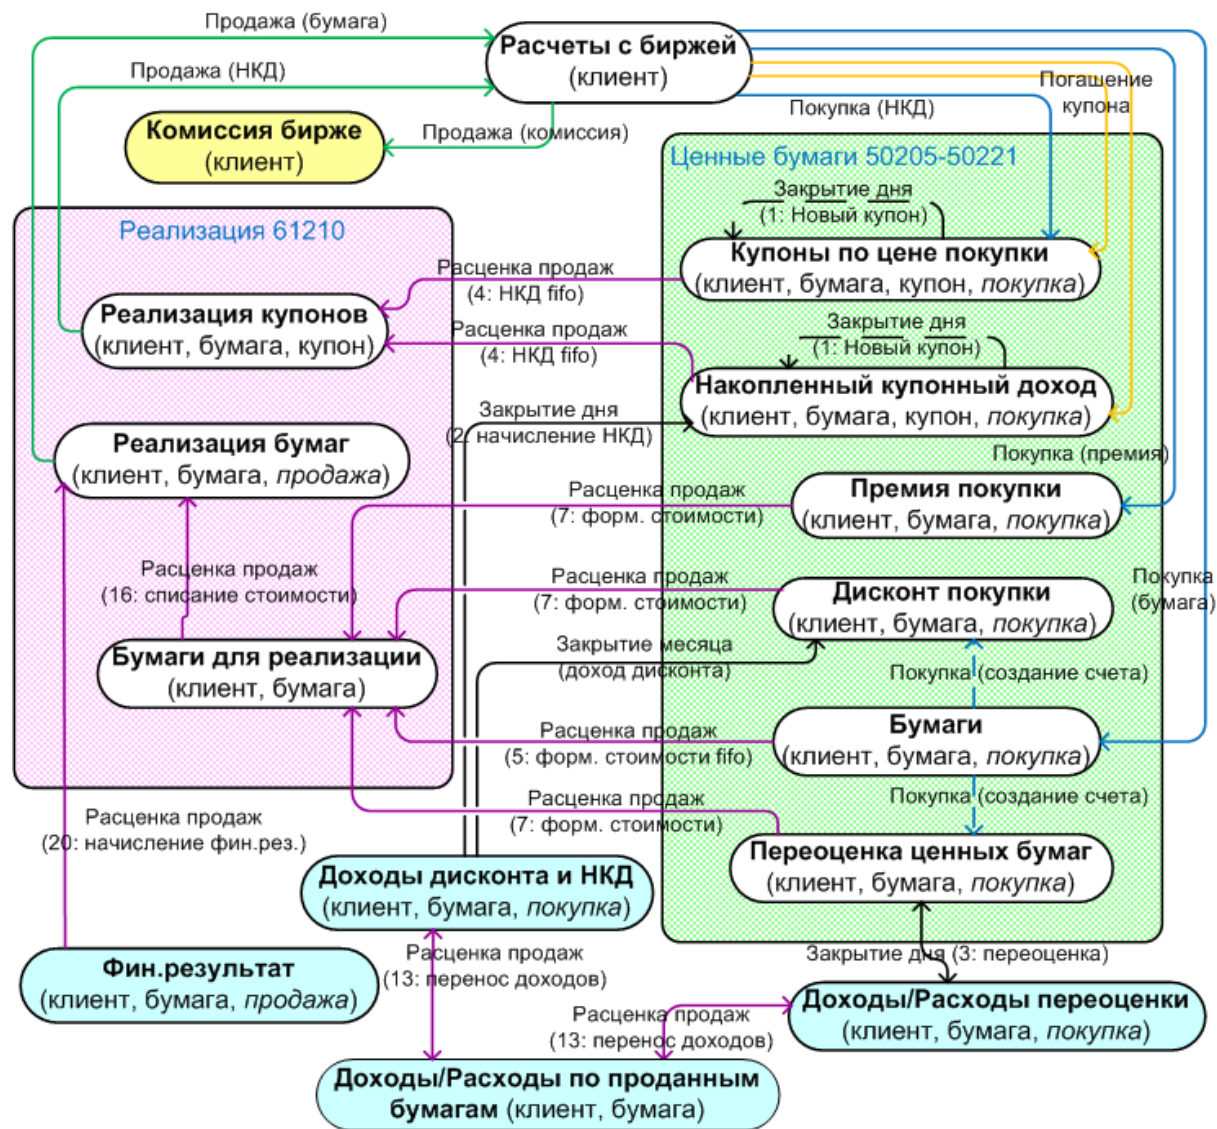 Продажа (бумага)
Расчеты с биржей
(клиент)
Продажа (НКД)
Погашение
купона
Покупка (НКД)
Комиссия бирже
(клиент)
Продажа (комиссия)
Ценные бумаги 50205-50221
Закрытие дня
(1: Новый купон)
Реализация 61210
Купоны по цене покупки
(клиент, бумага, купон, покупка)
Расценка продаж
(4: НКД fifo)
Реализация купонов
(клиент, бумага, купон)
Расценка продаж
(4: НКД fifo)
Закрытие дня
(1: Новый купон)
Накопленный купонный доход
(клиент, бумага, купон, покупка)
Закрытие дня
(2: начисление НКД)
Реализация бумаг
(клиент, бумага, продажа)
Покупка (премия)
Расценка продаж
(7: форм. стоимости)
Премия покупки
(клиент, бумага, покупка)
Расценка продаж
(16: списание стоимости)
Расценка продаж
(7: форм. стоимости)
Дисконт покупки
(клиент, бумага, покупка)
Покупка
(бумага)
Бумаги для реализации
(клиент, бумага)
Закрытие месяца
(доход дисконта)
Покупка (создание счета)
Расценка продаж
(5: форм. стоимости fifo)
Бумаги
(клиент, бумага, покупка)
Покупка (создание счета)
Расценка продаж
(7: форм. стоимости)
Расценка продаж
(20: начисление фин.рез.)
Переоценка ценных бумаг
(клиент, бумага, покупка)
Доходы дисконта и НКД
(клиент, бумага, покупка)
Расценка продаж
(13: перенос доходов)
Закрытие дня (3: переоценка)
Фин.результат
(клиент, бумага, продажа)
Расценка продаж
(13: перенос доходов)
Доходы/Расходы переоценки
(клиент, бумага, покупка)
Доходы/Расходы по проданным
бумагам (клиент, бумага)